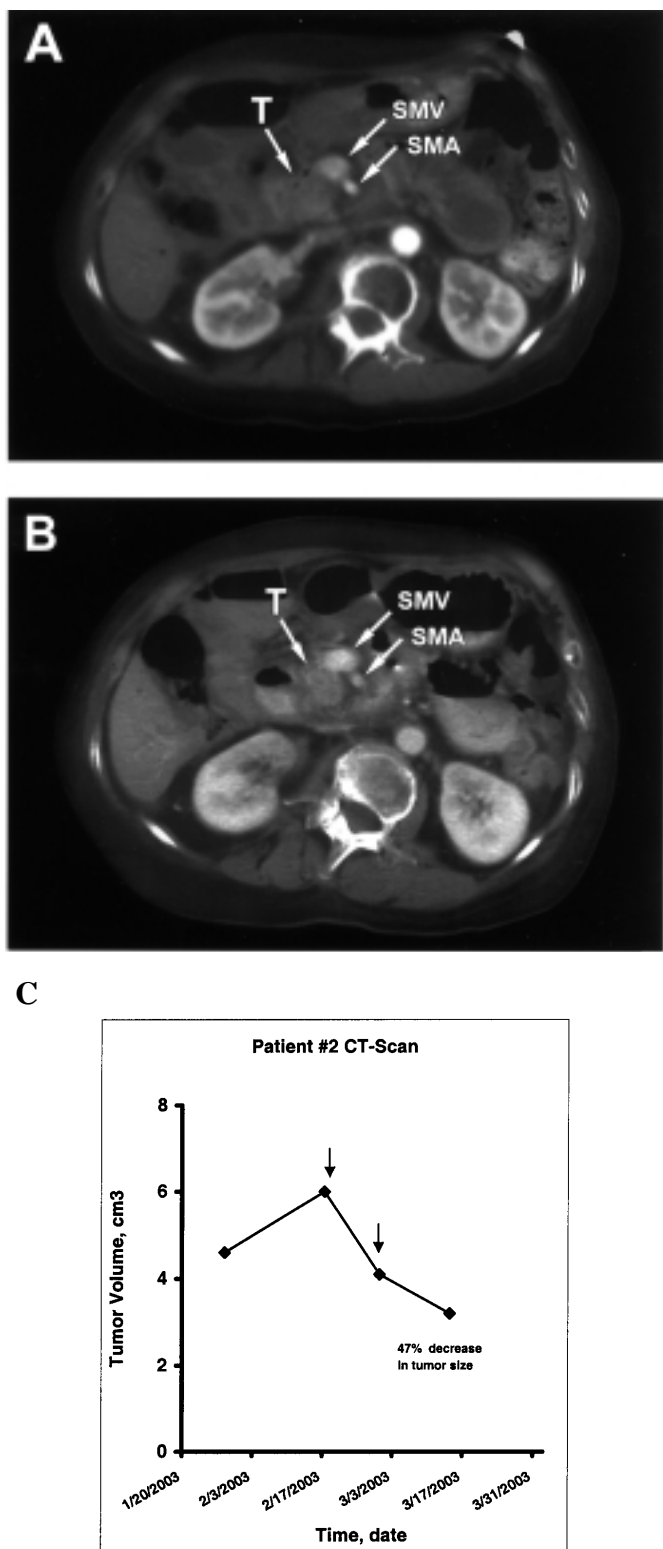 A
T
SMV
SMA
B
T
SMV
SMA
C
Patient #2 CT-Scan
8
6
4
2
0
Tumor Volume, cm3
47% decrease
In tumor size
1/20/2003
2/3/2003
2/17/2003
3/3/2003
3/17/2003
3/31/2003
Time, date